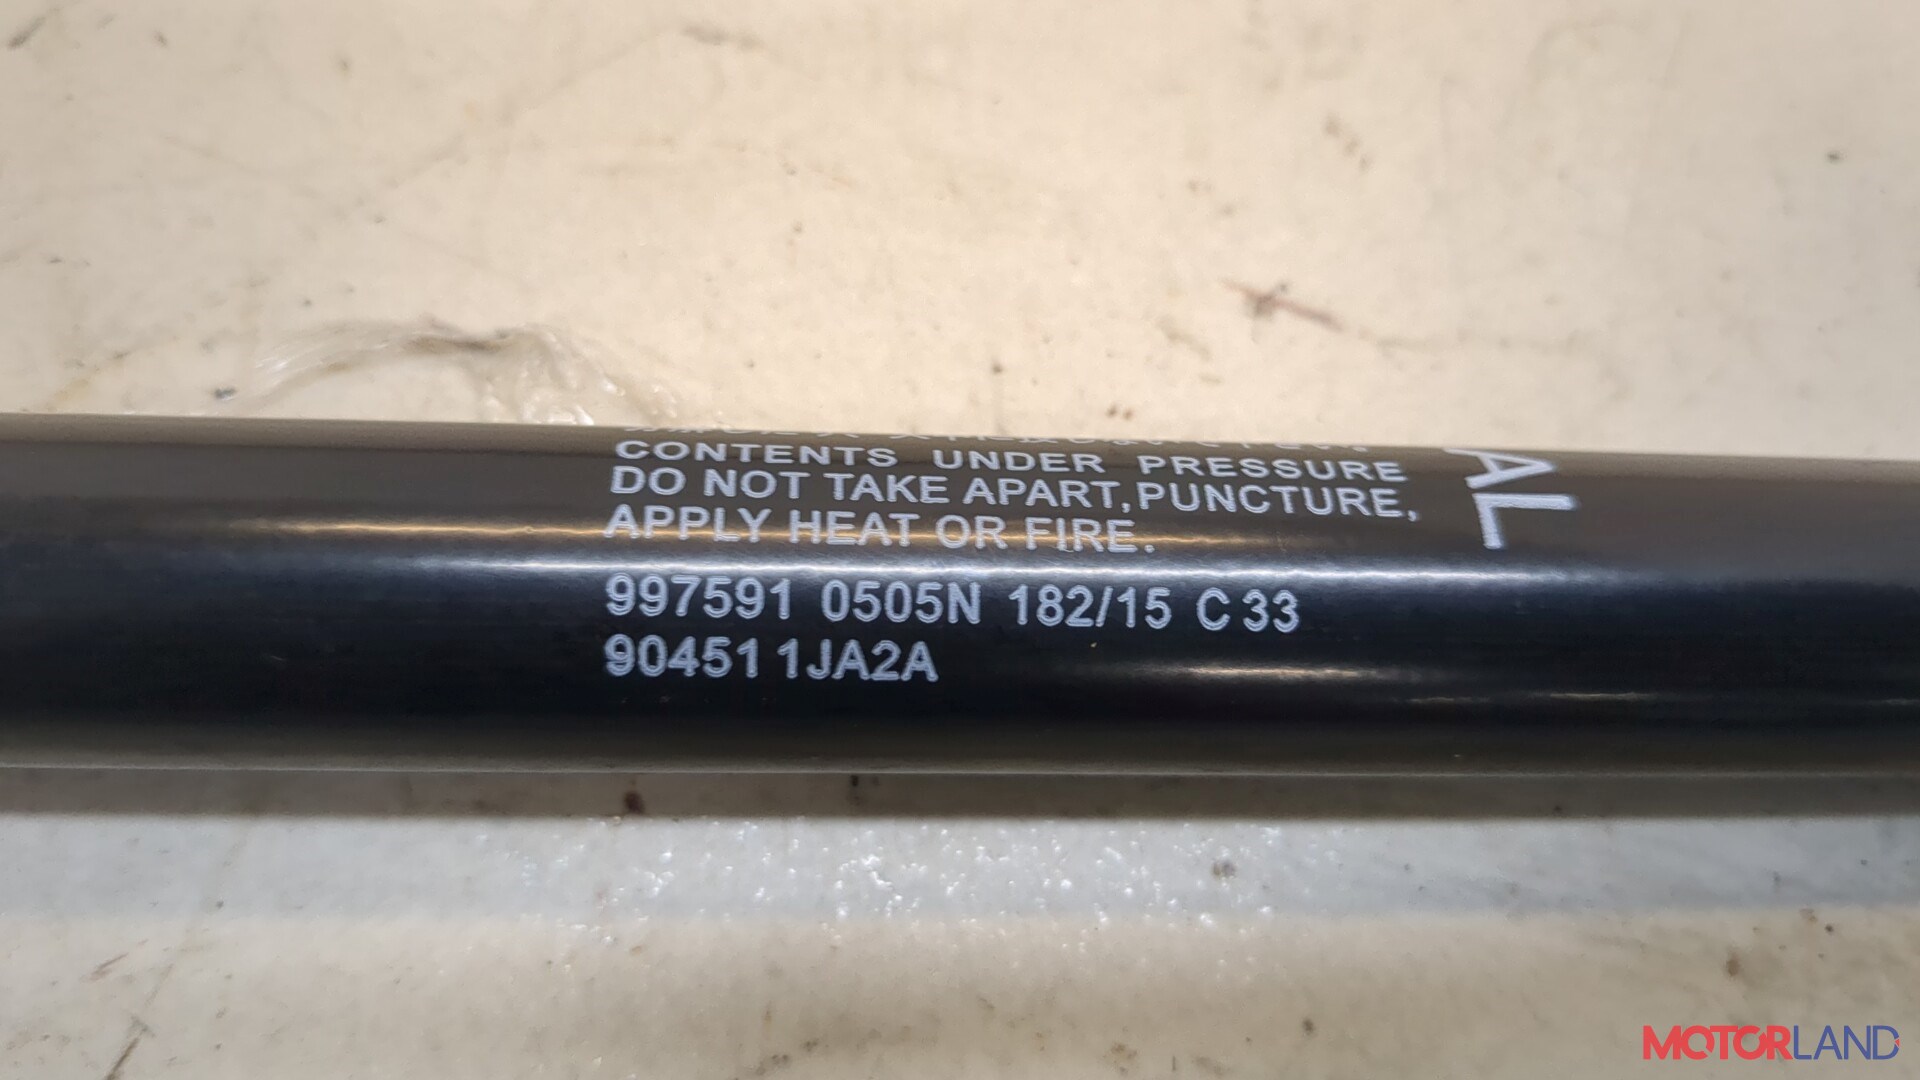 CONTENTS UNDER PRESSURE
DO NOT TAKE APART, PUNCTURE,
APPLY HEAT OR FIRE.
997591 0505N 182/15 C 33
90451 1JA2A
AL
MOTORLAND